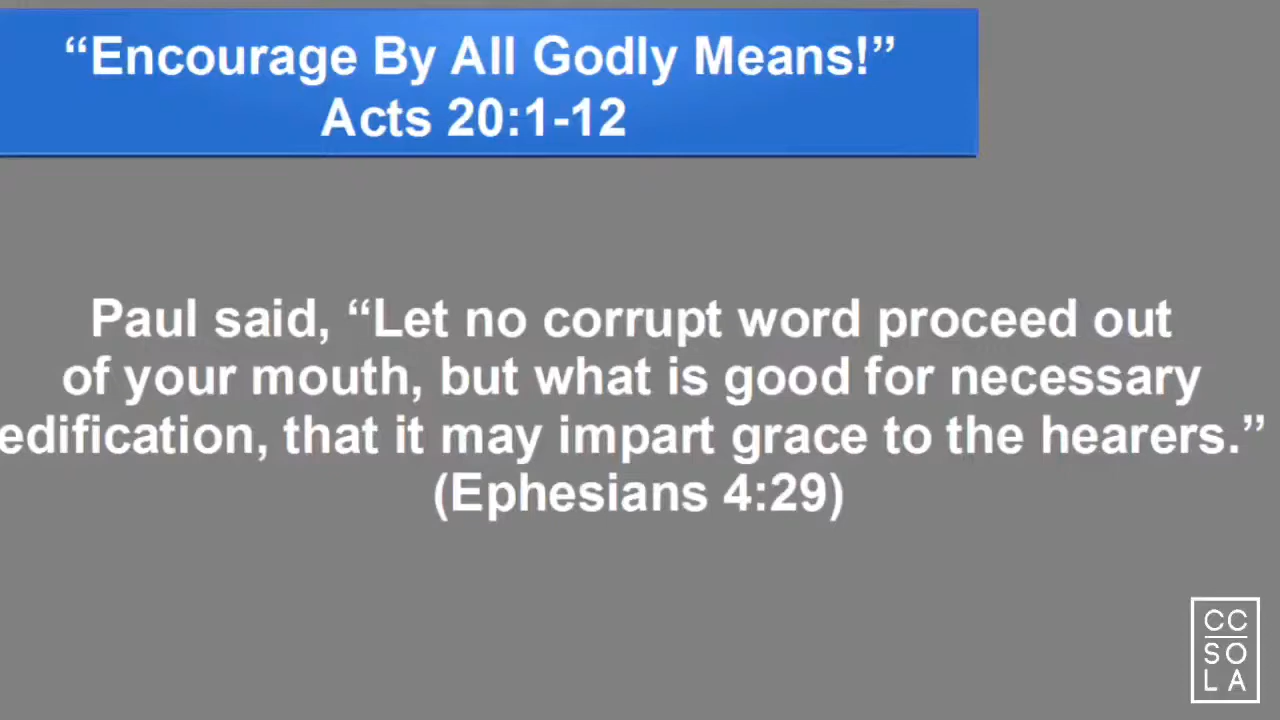 “Encourage By All Godly Means!”
Acts 20:1-12
Paul said, “Let no corrupt word proceed out
of your mouth, but what is good for necessary
edification, that it may impart grace to the hearers.”
(Ephesians 4:29)
CC
SO
LA